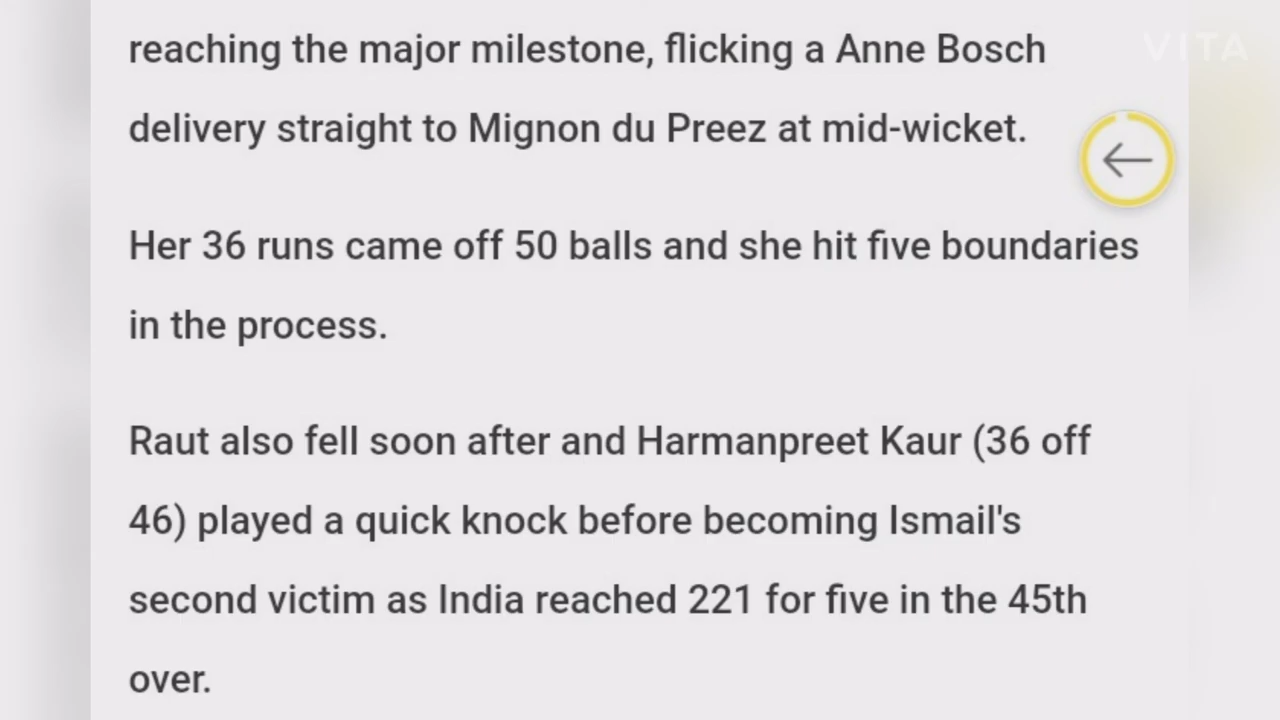 reaching the major milestone, flicking a Anne Bosch
VITA
delivery straight to Mignon du Preez at mid-wicket.
Her 36 runs came off 50 balls and she hit five boundaries
in the process.
Raut also fell soon after and Harmanpreet Kaur (36 off
46) played a quick knock before becoming Ismail's
second victim as India reached 221 for five in the 45th
over.